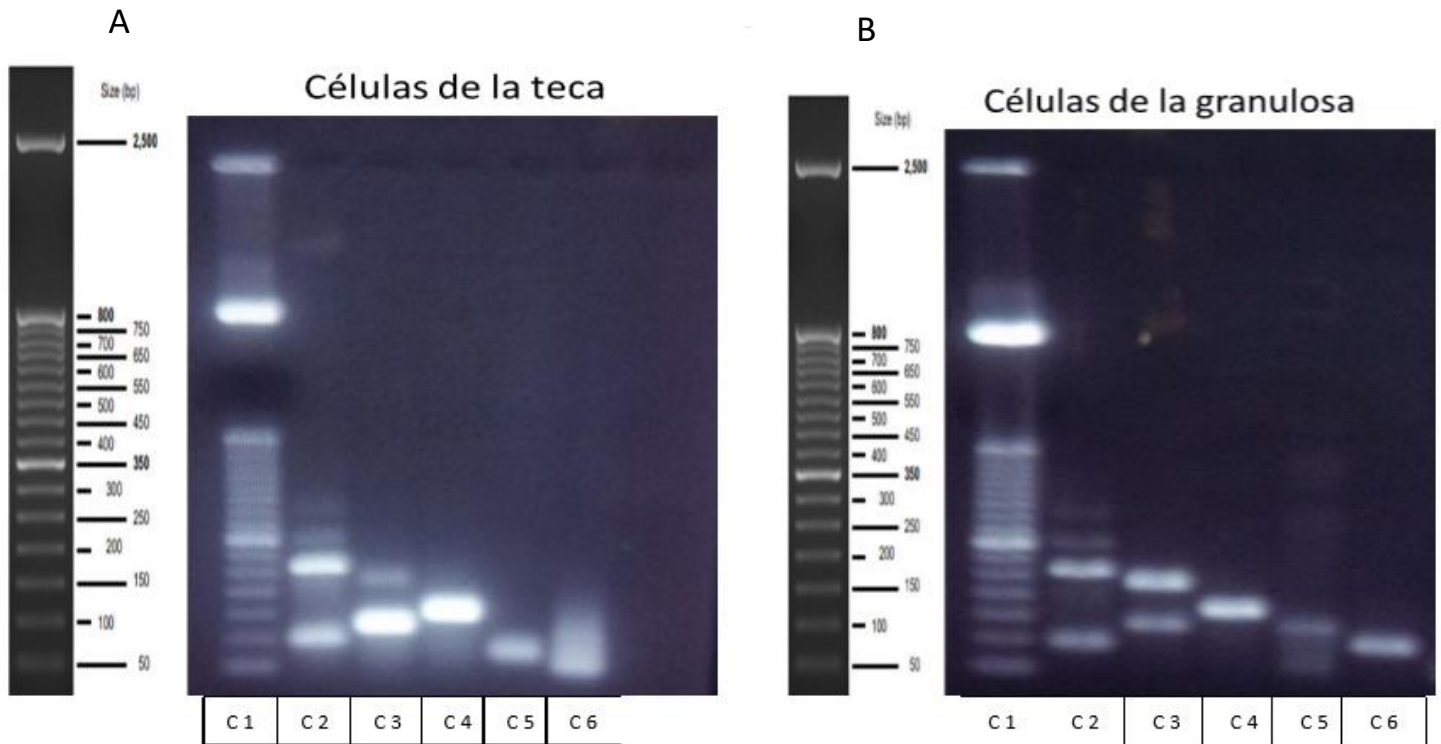 A
B
Size (bp)
Células de la teca
2,500
800
750
700
650
600
550
500
450
400
350
300
250
200
150
100
50
C 1
C 2
C 3
C 4
C 5
C 6
Size (bp)
Células de la granulosa
2,500
800
750
700
650
600
550
500
450
400
350
300
250
200
150
100
50
C 1
C 2
C 3
C 4
C 5
C 6